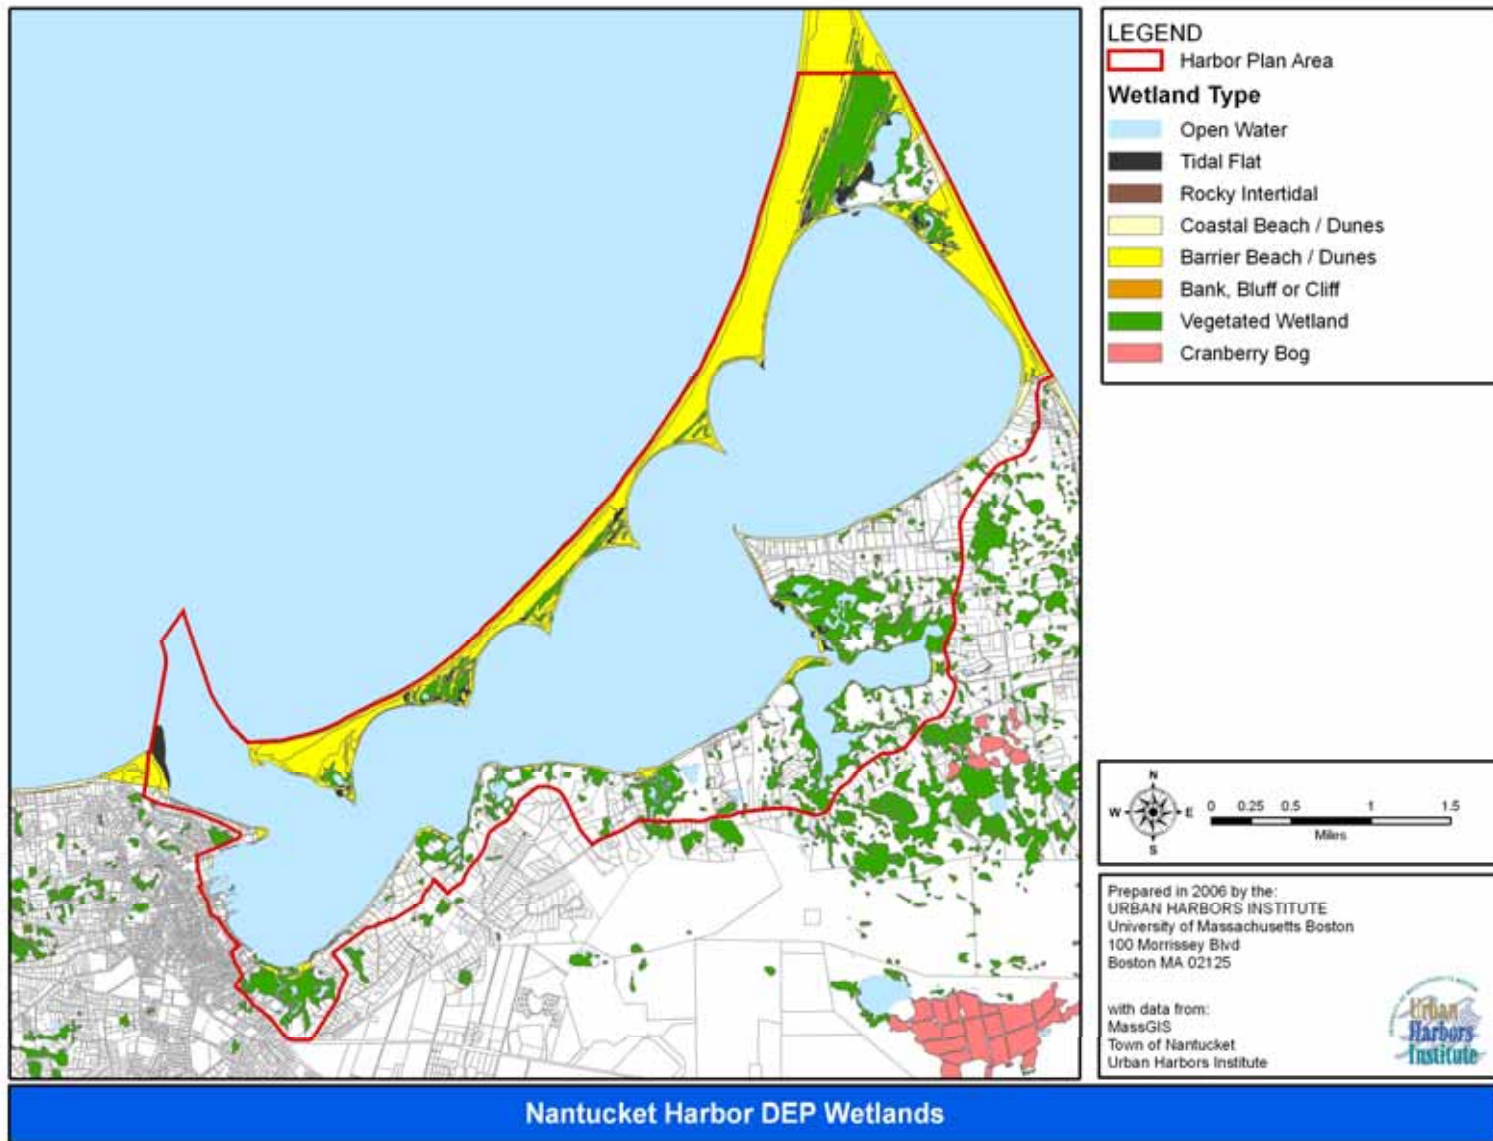 LEGEND
Harbor Plan Area
Wetland Type
Open Water
Tidal Flat
Rocky Intertidal
Coastal Beach / Dunes
Barrier Beach / Dunes
Bank, Bluff or Cliff
Vegetated Wetland
Cranberry Bog
N
W E
S
0 0.25 0.5 1 1.5
Miles
Prepared in 2006 by the:
URBAN HARBORS INSTITUTE
University of Massachusetts Boston
100 Morrissey Blvd
Boston MA 02125
with data from:
MassGIS
Town of Nantucket
Urban Harbors Institute
Urban
Harbors
Institute
Nantucket Harbor DEP Wetlands